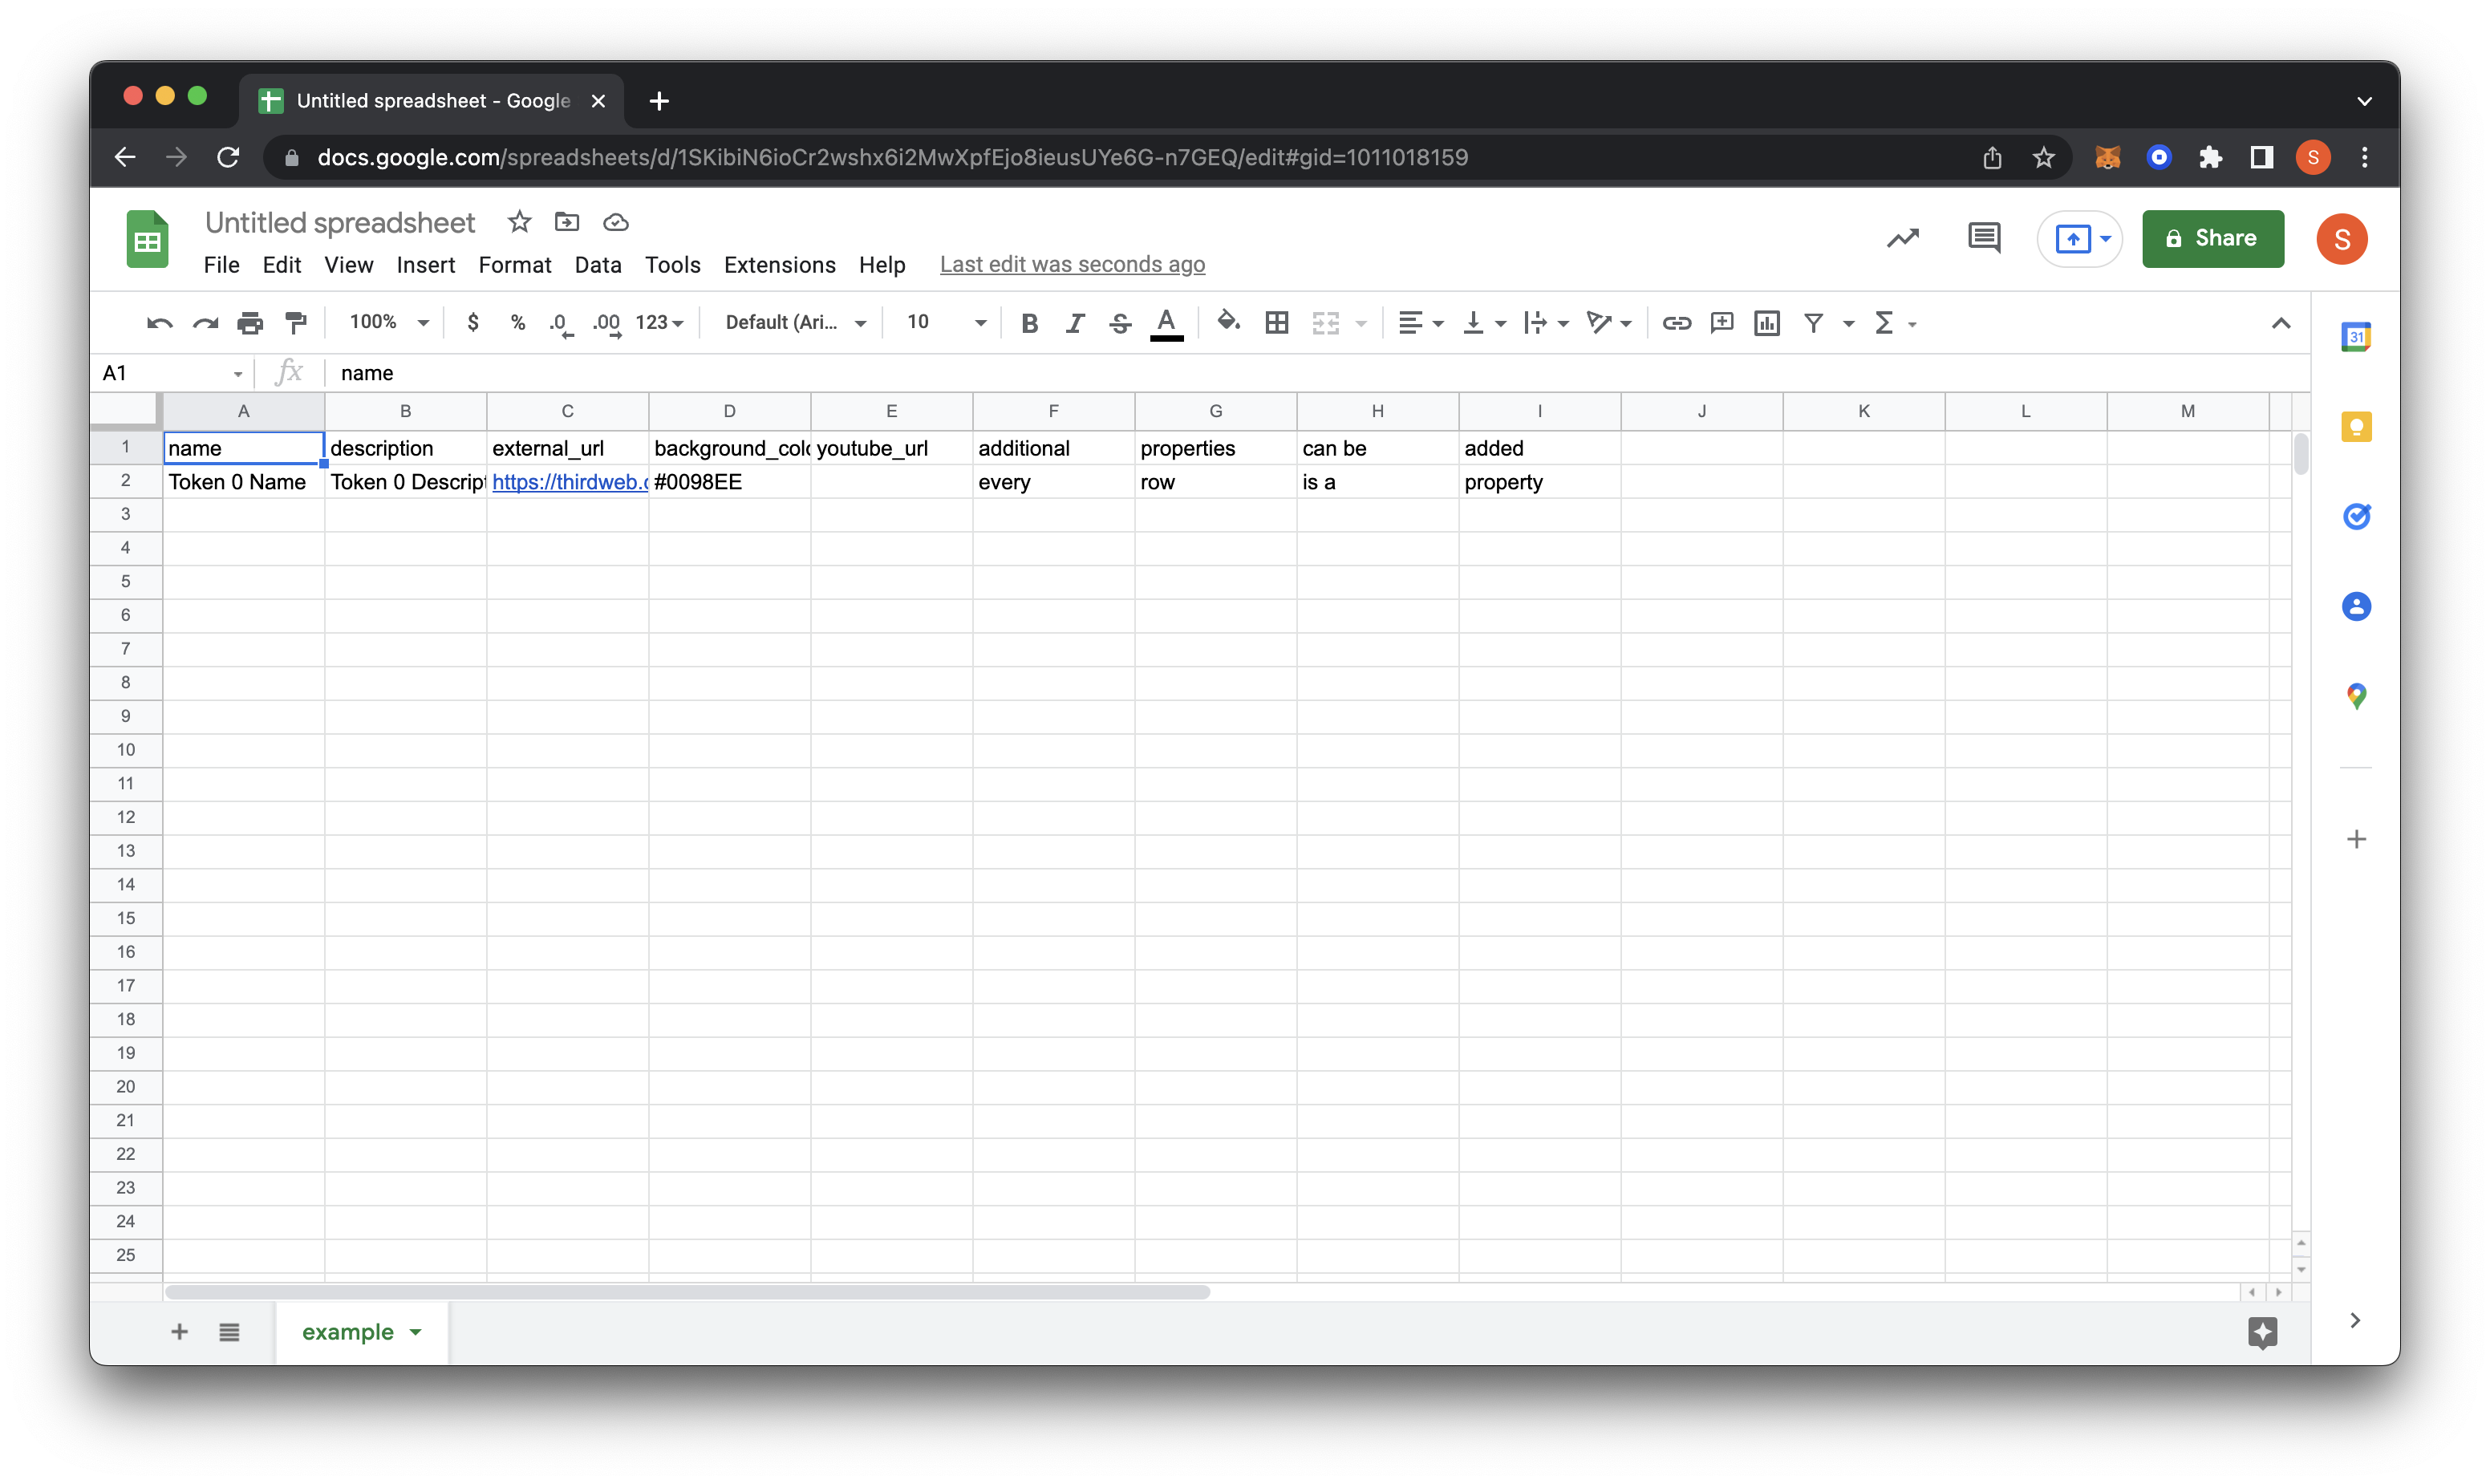 Untitled spreadsheet - Google
docs.google.com/spreadsheets/d/1SKibiN6ioCr2wshx6i2MwXpfEjo8ieusUYe6G-n7GEQ/edit#gid=1011018159
S
Untitled spreadsheet
File Edit View Insert Format Data Tools Extensions Help Last edit was seconds ago
Share
S
100% $ % .0 .00 123 Default (Ari... 10 B I S A
31
A1 fx name
A B C D E F G H I J K L M
1 name description external_url background_colo youtube_url additional properties can be added
2 Token 0 Name Token 0 Descript https://thirdweb.c #0098EE every row is a property
3
4
5
6
7
8
9
10
11
12
13
14
15
16
17
18
19
20
21
22
23
24
25
example